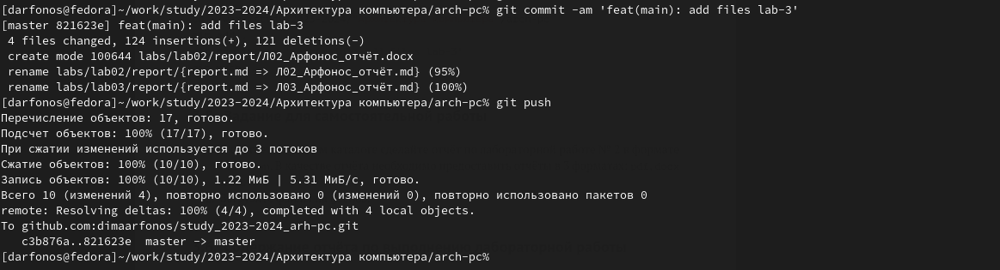 [darfonos@fedora]~/work/study/2023-2024/Архитектура компьютера/arch-pc% git commit -am 'feat(main): add files lab-3'
[master 821623e] feat(main): add files lab-3
 4 files changed, 124 insertions(+), 121 deletions(-)
 create mode 100644 labs/lab02/report/Л02_Арфонос_отчёт.docx
 rename labs/lab02/report/{report.md => Л02_Арфонос_отчёт.md} (95%)
 rename labs/lab03/report/{report.md => Л03_Арфонос_отчёт.md} (100%)
[darfonos@fedora]~/work/study/2023-2024/Архитектура компьютера/arch-pc% git push
Перечисление объектов: 17, готово.
Подсчет объектов: 100% (17/17), готово.
При сжатии изменений используется до 3 потоков
Сжатие объектов: 100% (10/10), готово.
Запись объектов: 100% (10/10), 1.22 МиБ | 5.31 МиБ/с, готово.
Всего 10 (изменений 4), повторно использовано 0 (изменений 0), повторно использовано пакетов 0
remote: Resolving deltas: 100% (4/4), completed with 4 local objects.
To github.com:dimaarfonos/study_2023-2024_arh-pc.git
   c3b876a..821623e  master -> master
[darfonos@fedora]~/work/study/2023-2024/Архитектура компьютера/arch-pc%